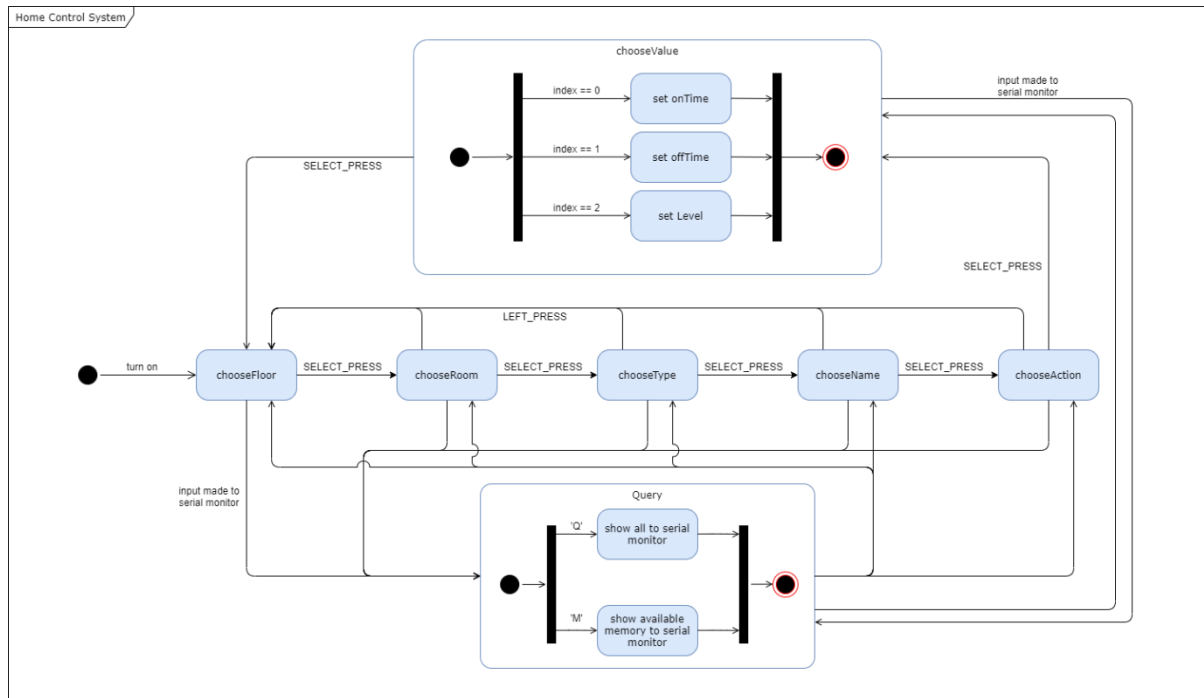 Home Control System
chooseValue
input made to
serial monitor
index == 0
set onTime
SELECT_PRESS
index == 1
set offTime
index == 2
set Level
SELECT_PRESS
LEFT_PRESS
turn on
chooseFloor
SELECT_PRESS
chooseRoom
SELECT_PRESS
chooseType
SELECT_PRESS
chooseName
SELECT_PRESS
chooseAction
input made to
serial monitor
Query
'Q'
show all to serial
monitor
'M'
show available
memory to serial
monitor